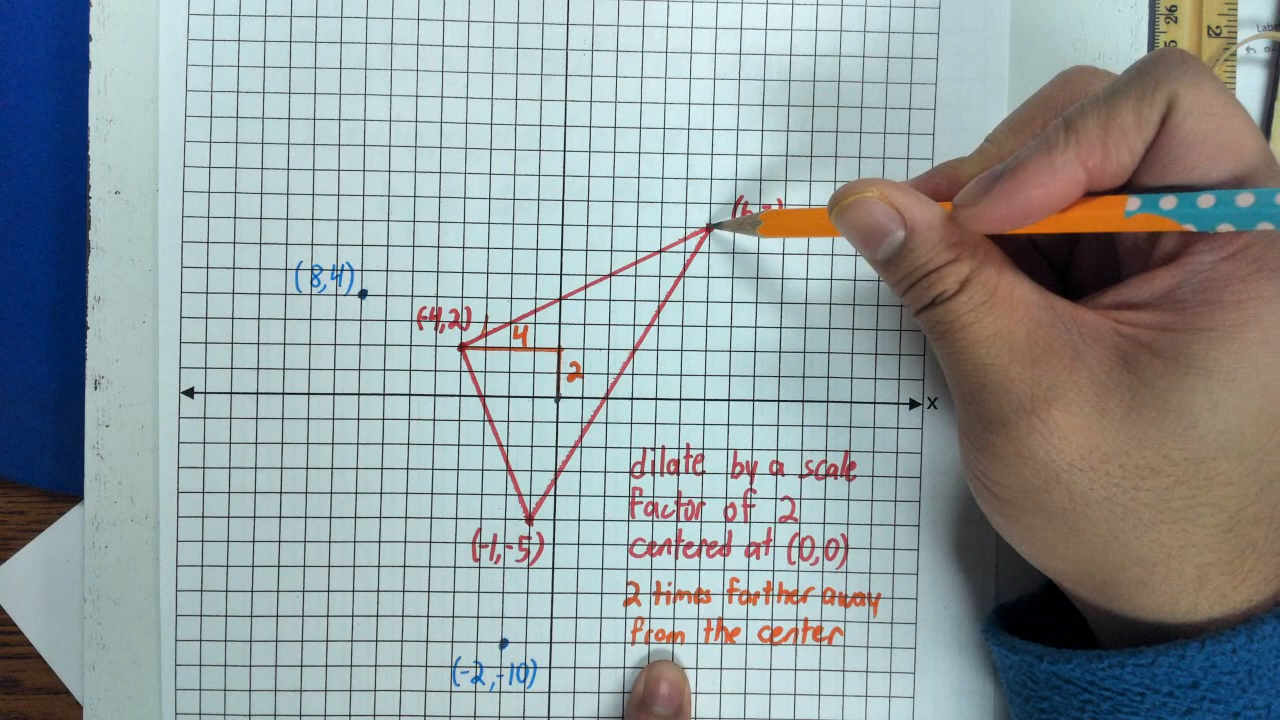 (8,4)
(-4,2)
4
2
x
(-1,-5)
dilate by a scale
factor of 2
centered at (0,0)
2 times farther away
from the center
(-2,-10)
26
2